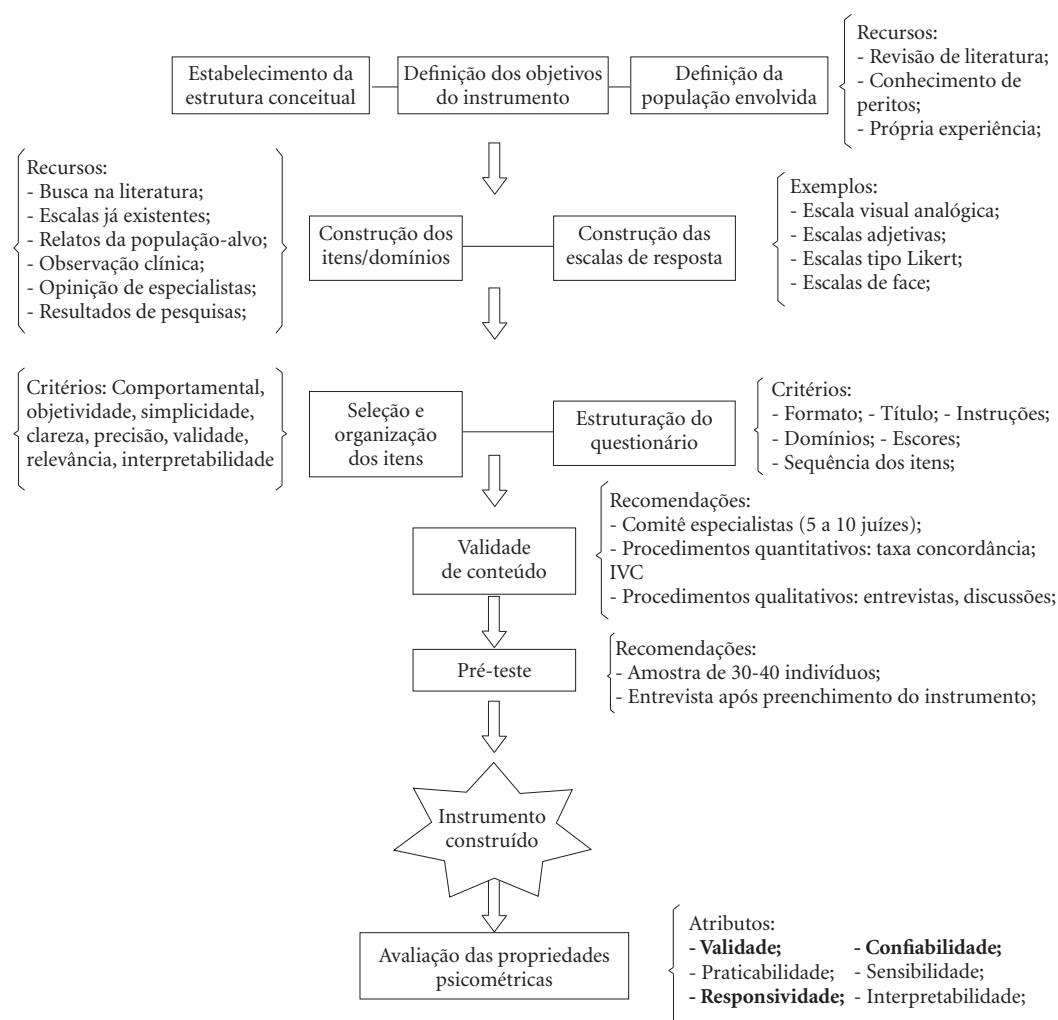 Estabelecimento da
estrutura conceitual
Definição dos objetivos
do instrumento
Definição da
população envolvida
Recursos:
- Revisão de literatura;
- Conhecimento de
peritos;
- Própria experiência;
Recursos:
- Busca na literatura;
- Escalas já existentes;
- Relatos da população-alvo;
- Observação clínica;
- Opinição de especialistas;
- Resultados de pesquisas;
Construção dos
itens/domínios
Construção das
escalas de resposta
Exemplos:
- Escala visual analógica;
- Escalas adjetivas;
- Escalas tipo Likert;
- Escalas de face;
Critérios: Comportamental,
objetividade, simplicidade,
clareza, precisão, validade,
relevância, interpretabilidade
Seleção e
organização
dos itens
Estruturação do
questionário
Critérios:
- Formato; - Título; - Instruções;
- Domínios; - Escores;
- Sequência dos itens;
Validade
de conteúdo
Recomendações:
- Comitê especialistas (5 a 10 juízes);
- Procedimentos quantitativos: taxa concordância;
IVC
- Procedimentos qualitativos: entrevistas, discussões;
Pré-teste
Recomendações:
- Amostra de 30-40 indivíduos;
- Entrevista após preenchimento do instrumento;
Instrumento
construído
Avaliação das propriedades
psicométricas
Atributos:
- Validade; - Confiabilidade;
- Praticabilidade; - Sensibilidade;
- Responsividade; - Interpretabilidade;